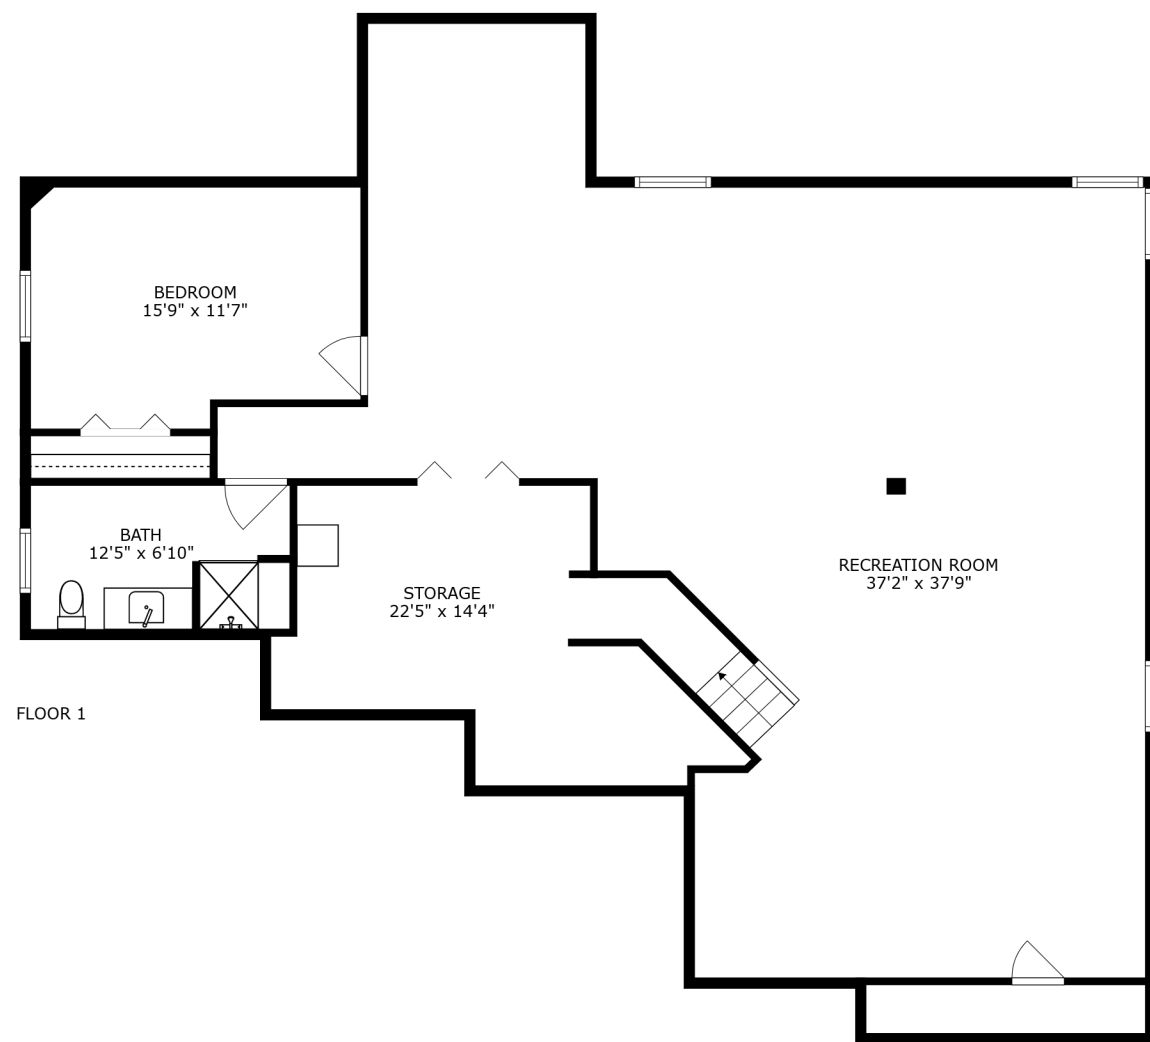 BEDROOM
15'9" x 11'7"
BATH
12'5" x 6'10"
STORAGE
22'5" x 14'4"
RECREATION ROOM
37'2" x 37'9"
FLOOR 1